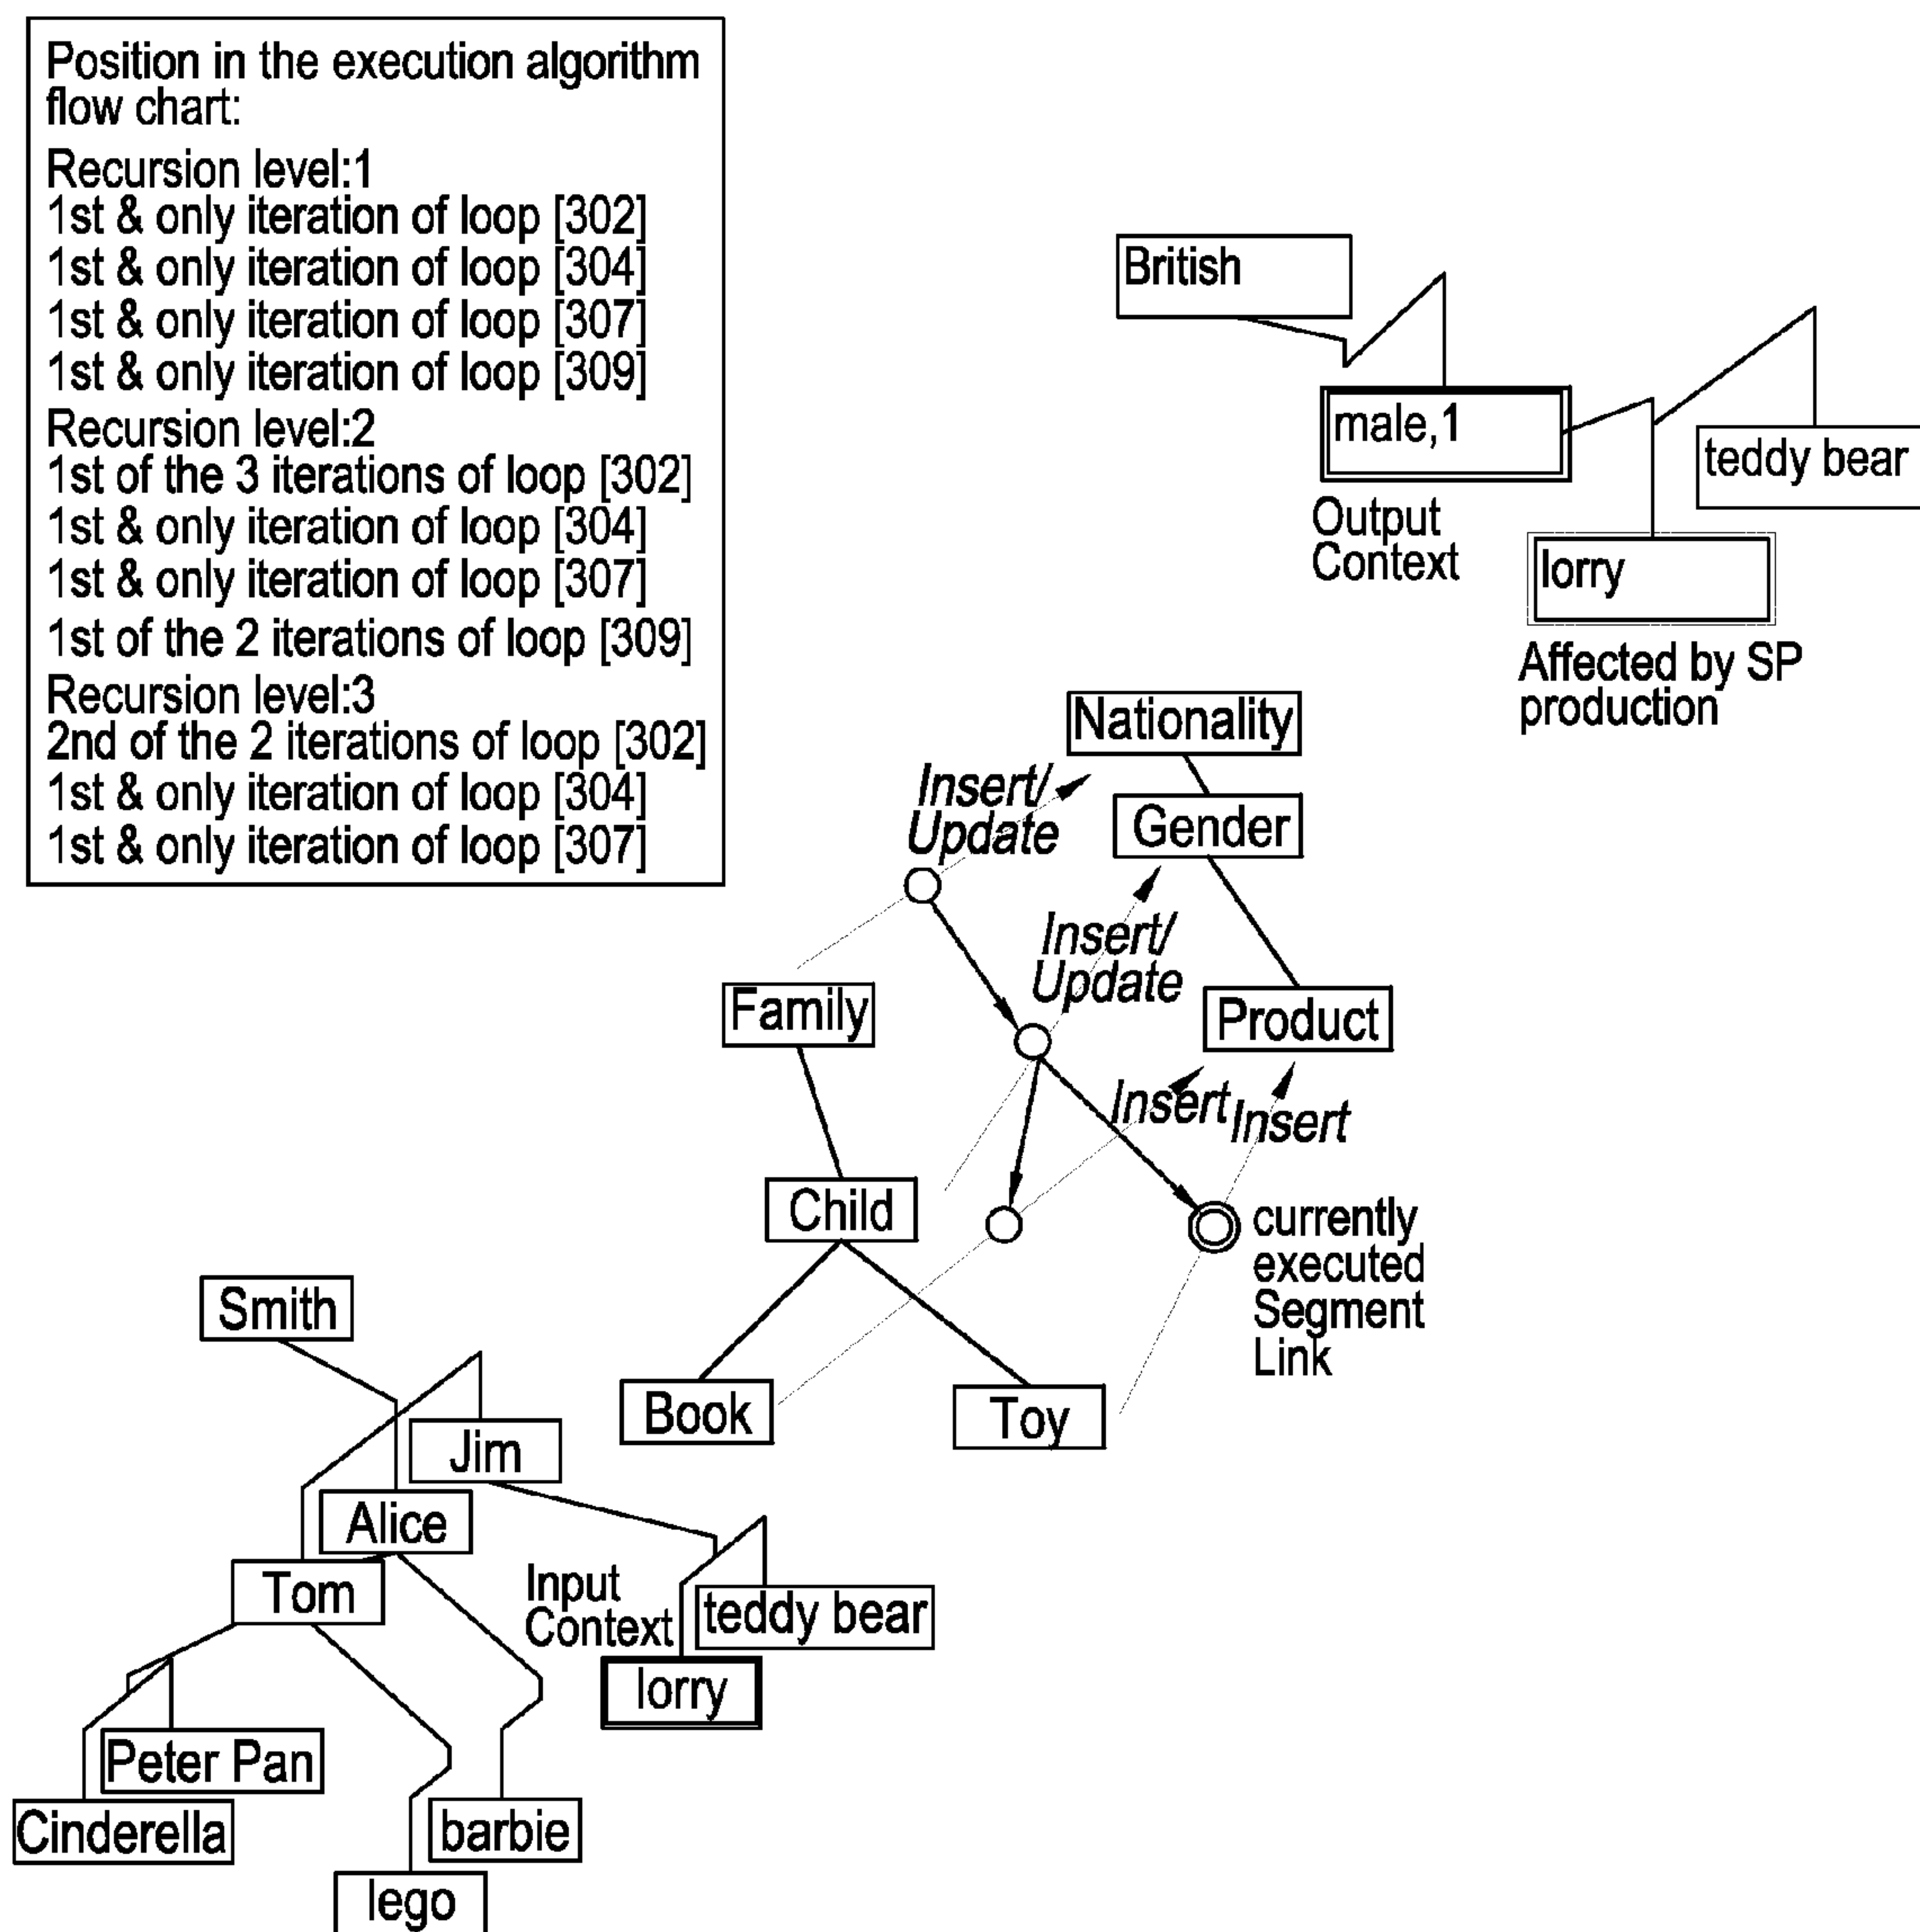 Position in the execution algorithm
flow chart:
Recursion level:1
1st & only iteration of loop [302]
1st & only iteration of loop [304]
1st & only iteration of loop [307]
1st & only iteration of loop [309]
Recursion level:2
1st of the 3 iterations of loop [302]
1st & only iteration of loop [304]
1st & only iteration of loop [307]
1st of the 2 iterations of loop [309]
Recursion level:3
2nd of the 2 iterations of loop [302]
1st & only iteration of loop [304]
1st & only iteration of loop [307]
British
male,1
teddy bear
Output
Context
lorry
Affected by SP
production
Nationality
Insert/
Update
Gender
Insert/
Update
Family
Product
Insert
Insert
Child
currently
executed
Segment
Link
Smith
Book
Toy
Jim
Alice
Tom
Input
Context
teddy bear
lorry
Peter Pan
Cinderella
barbie
lego